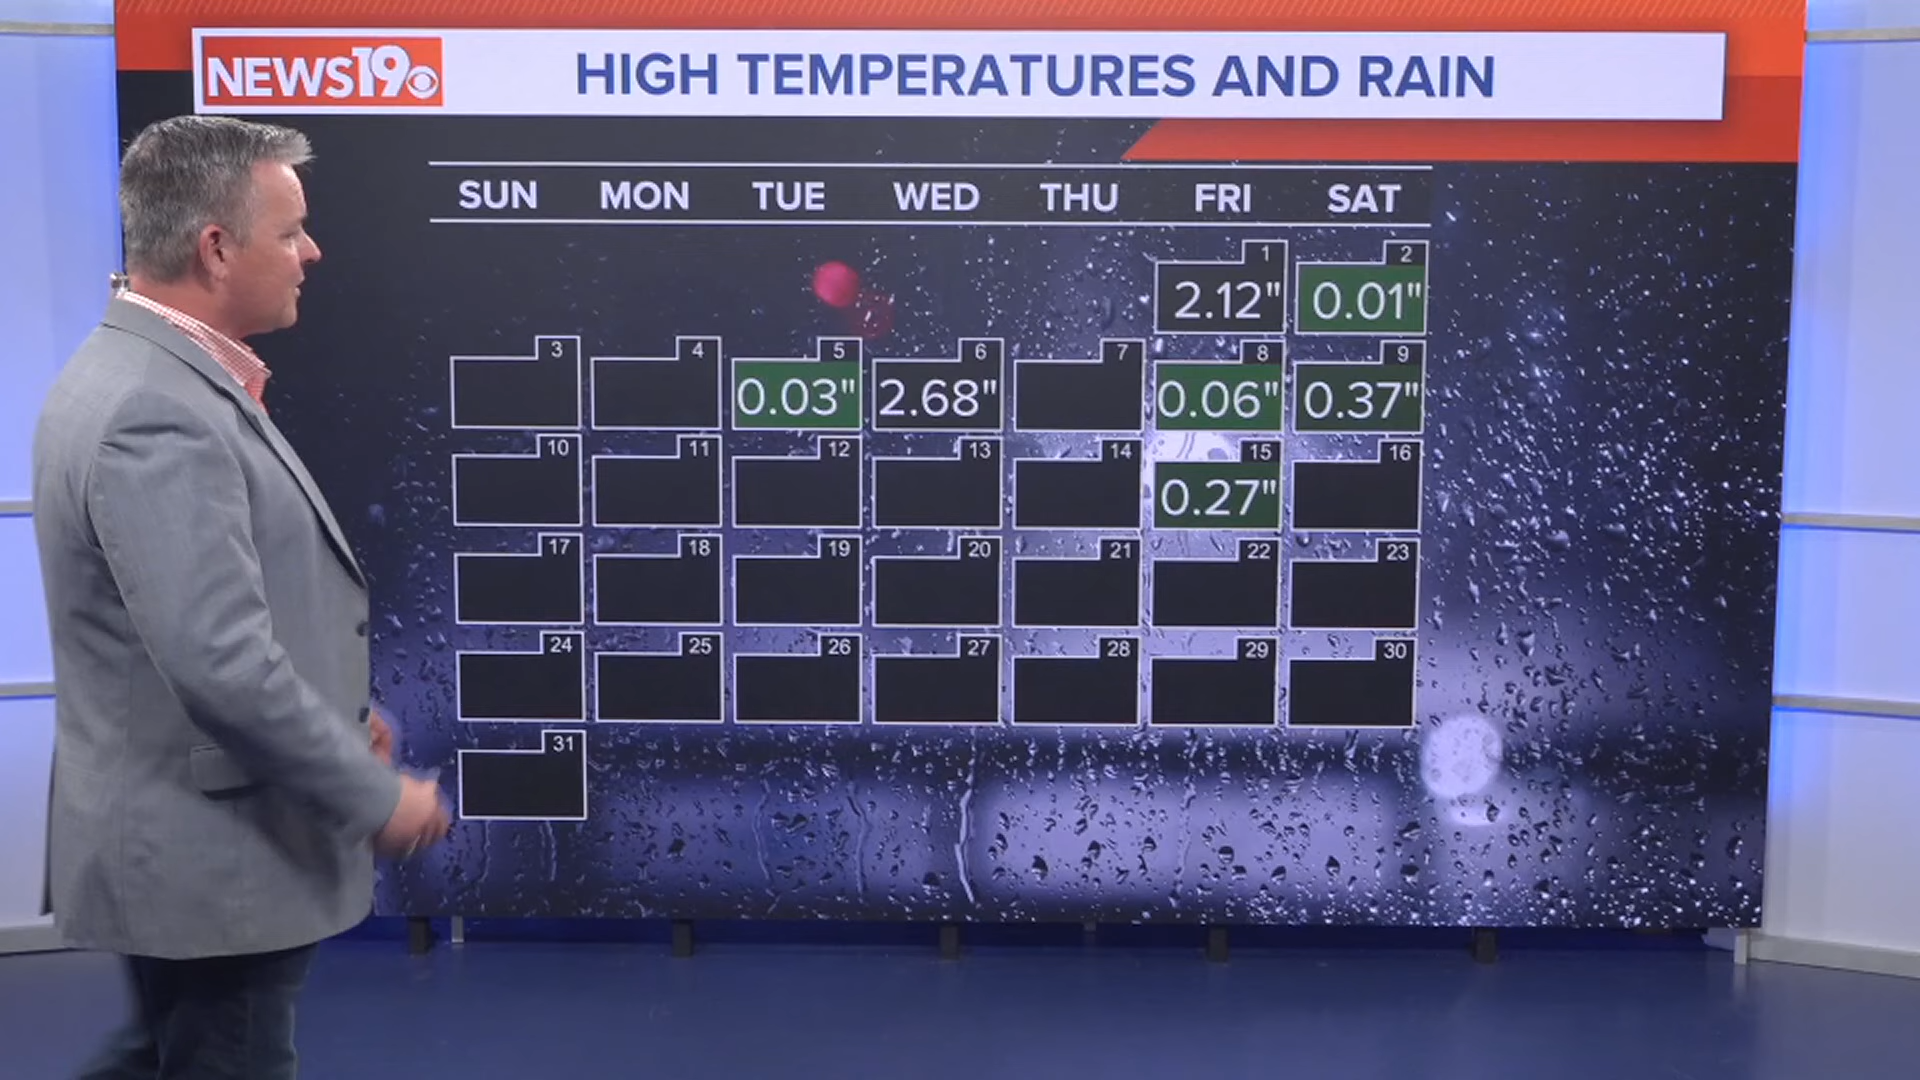 NEWS19
HIGH TEMPERATURES AND RAIN
SUN MON TUE WED THU FRI SAT
1 2
2.12" 0.01"
3 4 5 6 7 8 9
0.03" 2.68" 0.06" 0.37"
10 11 12 13 14 15 16
0.27"
17 18 19 20 21 22 23
24 25 26 27 28 29 30
31